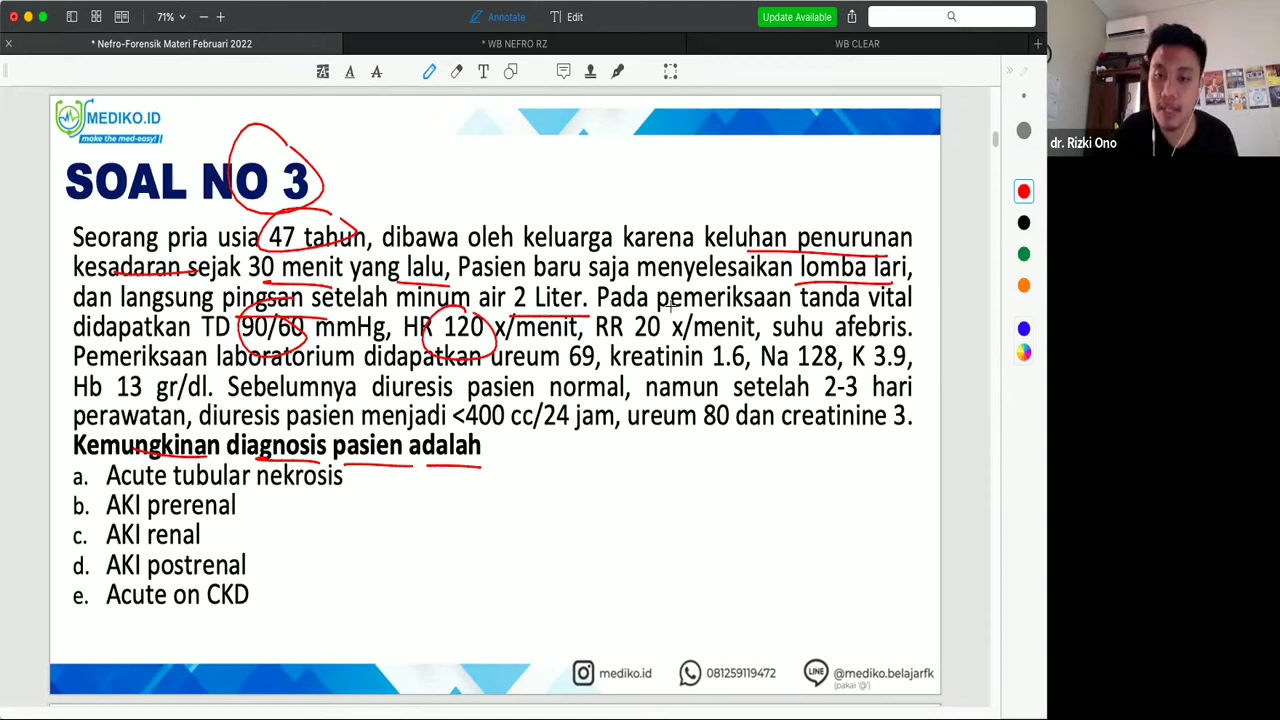 71%
Annotate
Edit
Update Available
* Nefro-Forensik Materi Februari 2022
* WB NEFRO RZ
WB CLEAR
MEDIKO.ID
make the med-easy!
SOAL NO 3
Seorang pria usia 47 tahun, dibawa oleh keluarga karena keluhan penurunan
kesadaran sejak 30 menit yang lalu, Pasien baru saja menyelesaikan lomba lari,
dan langsung pingsan setelah minum air 2 Liter. Pada pemeriksaan tanda vital
didapatkan TD 90/60 mmHg, HR 120 x/menit, RR 20 x/menit, suhu afebris.
Pemeriksaan laboratorium didapatkan ureum 69, kreatinin 1.6, Na 128, K 3.9,
Hb 13 gr/dl. Sebelumnya diuresis pasien normal, namun setelah 2-3 hari
perawatan, diuresis pasien menjadi <400 cc/24 jam, ureum 80 dan creatinine 3.
Kemungkinan diagnosis pasien adalah
a. Acute tubular nekrosis
b. AKI prerenal
c. AKI renal
d. AKI postrenal
e. Acute on CKD
mediko.id
081259119472
LINE
@mediko.belajarfk
(pakai '@')
dr. Rizki Ono